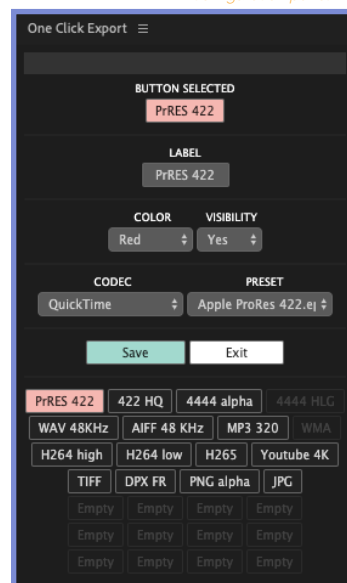 One Click Export ☰
BUTTON SELECTED
PrRES 422
LABEL
PrRES 422
COLOR VISIBILITY
Red Yes
CODEC PRESET
QuickTime Apple ProRes 422.ep
Save Exit
PrRES 422 422 HQ 4444 alpha 4444 HLG
WAV 48KHz AIFF 48 KHz MP3 320 WMA
H264 high H264 low H265 Youtube 4K
TIFF DPX FR PNG alpha JPG
Empty Empty Empty Empty
Empty Empty Empty Empty
Empty Empty Empty Empty